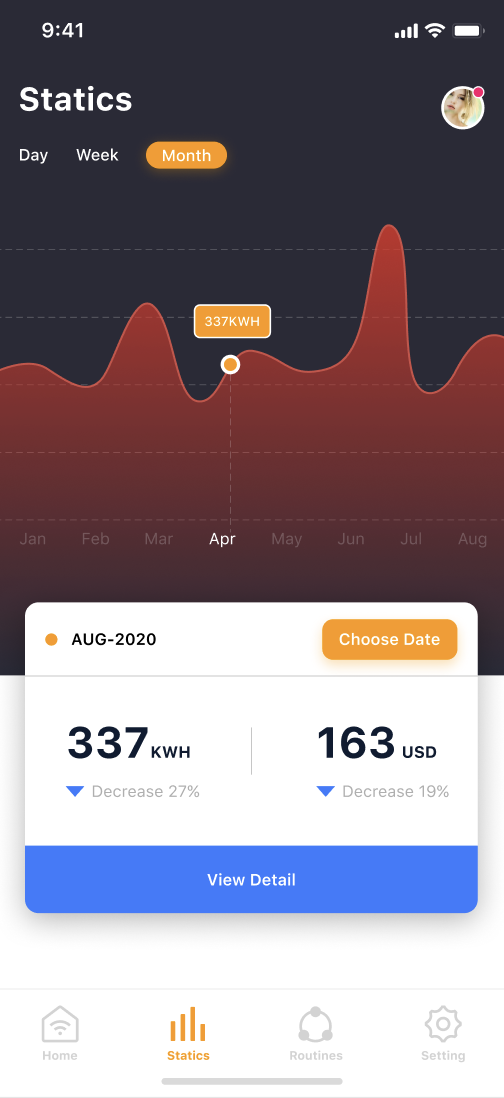 9:41
Statics
Day Week Month
337KWH
Jan Feb Mar Apr May Jun Jul Aug
AUG-2020 Choose Date
337 KWH 163 USD
Decrease 27% Decrease 19%
View Detail
Home Statics Routines Setting